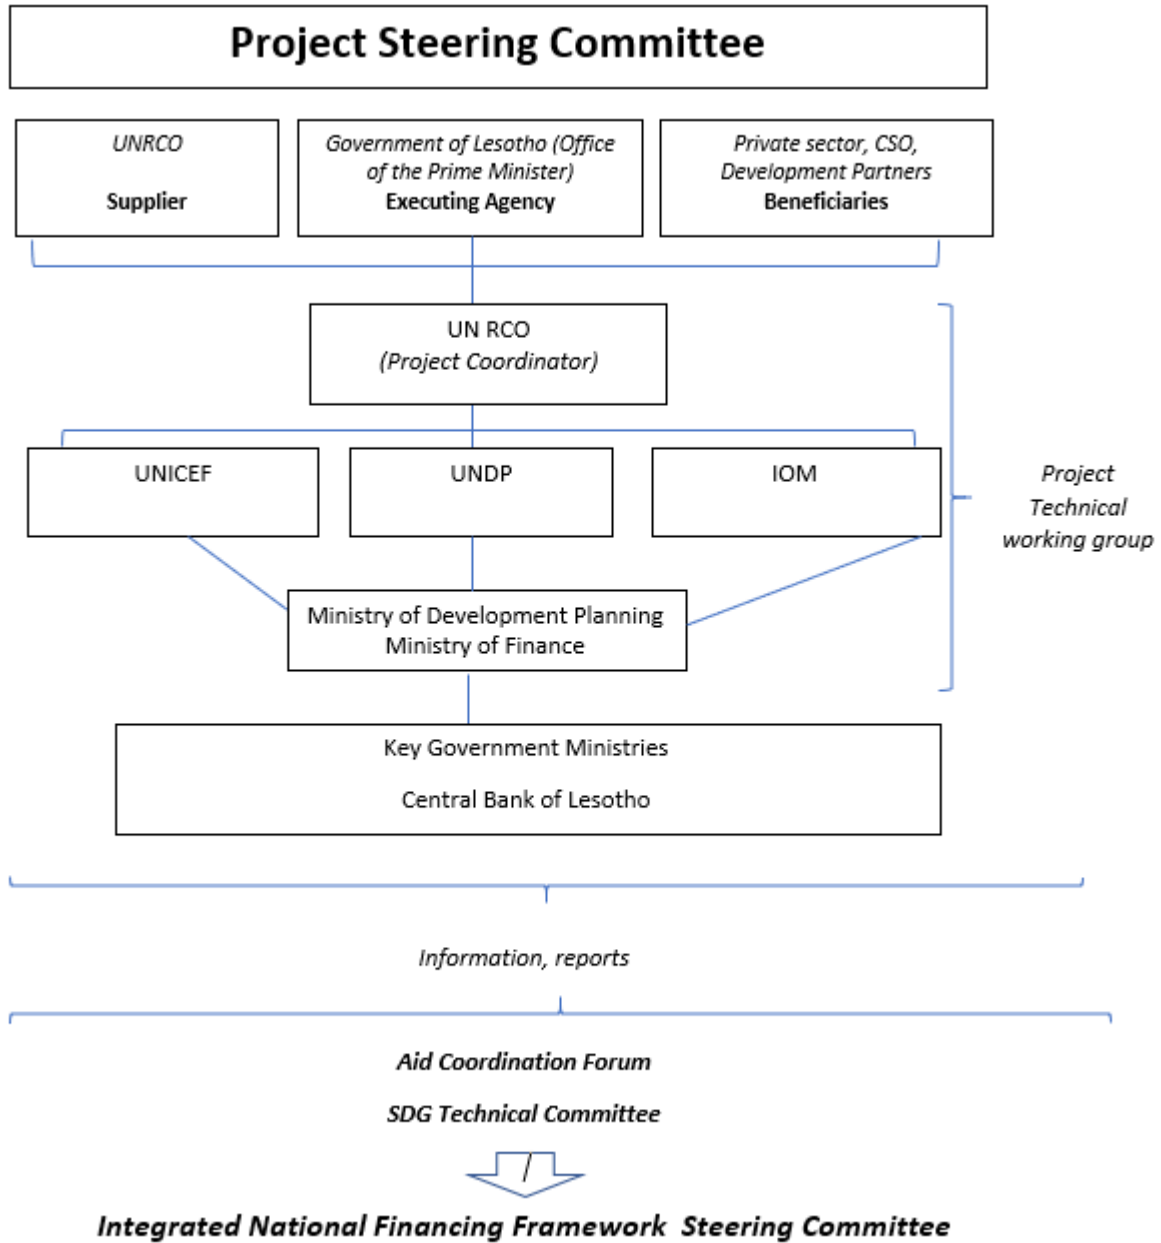 Project Steering Committee
UNRCO
Supplier
Government of Lesotho (Office
of the Prime Minister)
Executing Agency
Private sector, CSO,
Development Partners
Beneficiaries
UN RCO
(Project Coordinator)
UNICEF
UNDP
IOM
Project
Technical
working group
Ministry of Development Planning
Ministry of Finance
Key Government Ministries
Central Bank of Lesotho
Information, reports
Aid Coordination Forum
SDG Technical Committee
/
Integrated National Financing Framework  Steering Committee